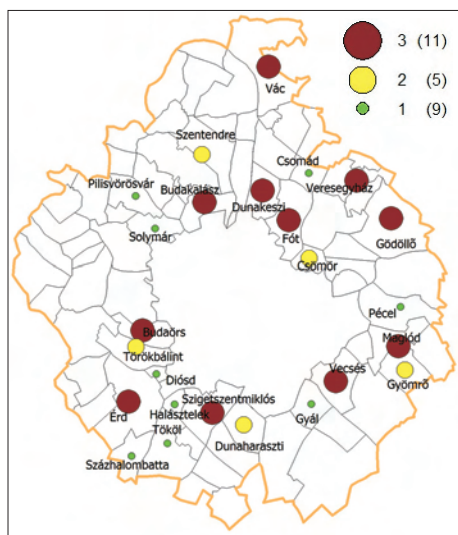 3 (11)
2 (5)
1 (9)
Vác
Szentendre
Csomád
Pilisvörösvár
Budakalász
Dunakeszi
Veresegyház
Fót
Gödöllő
Solymár
Csömör
Pécel
Budaörs
Maglód
Törökbálint
Gyömrő
Vecsés
Diósd
Szigetszentmiklós
Érd
Halásztelek
Gyál
Tököl
Dunaharaszti
Százhalombatta